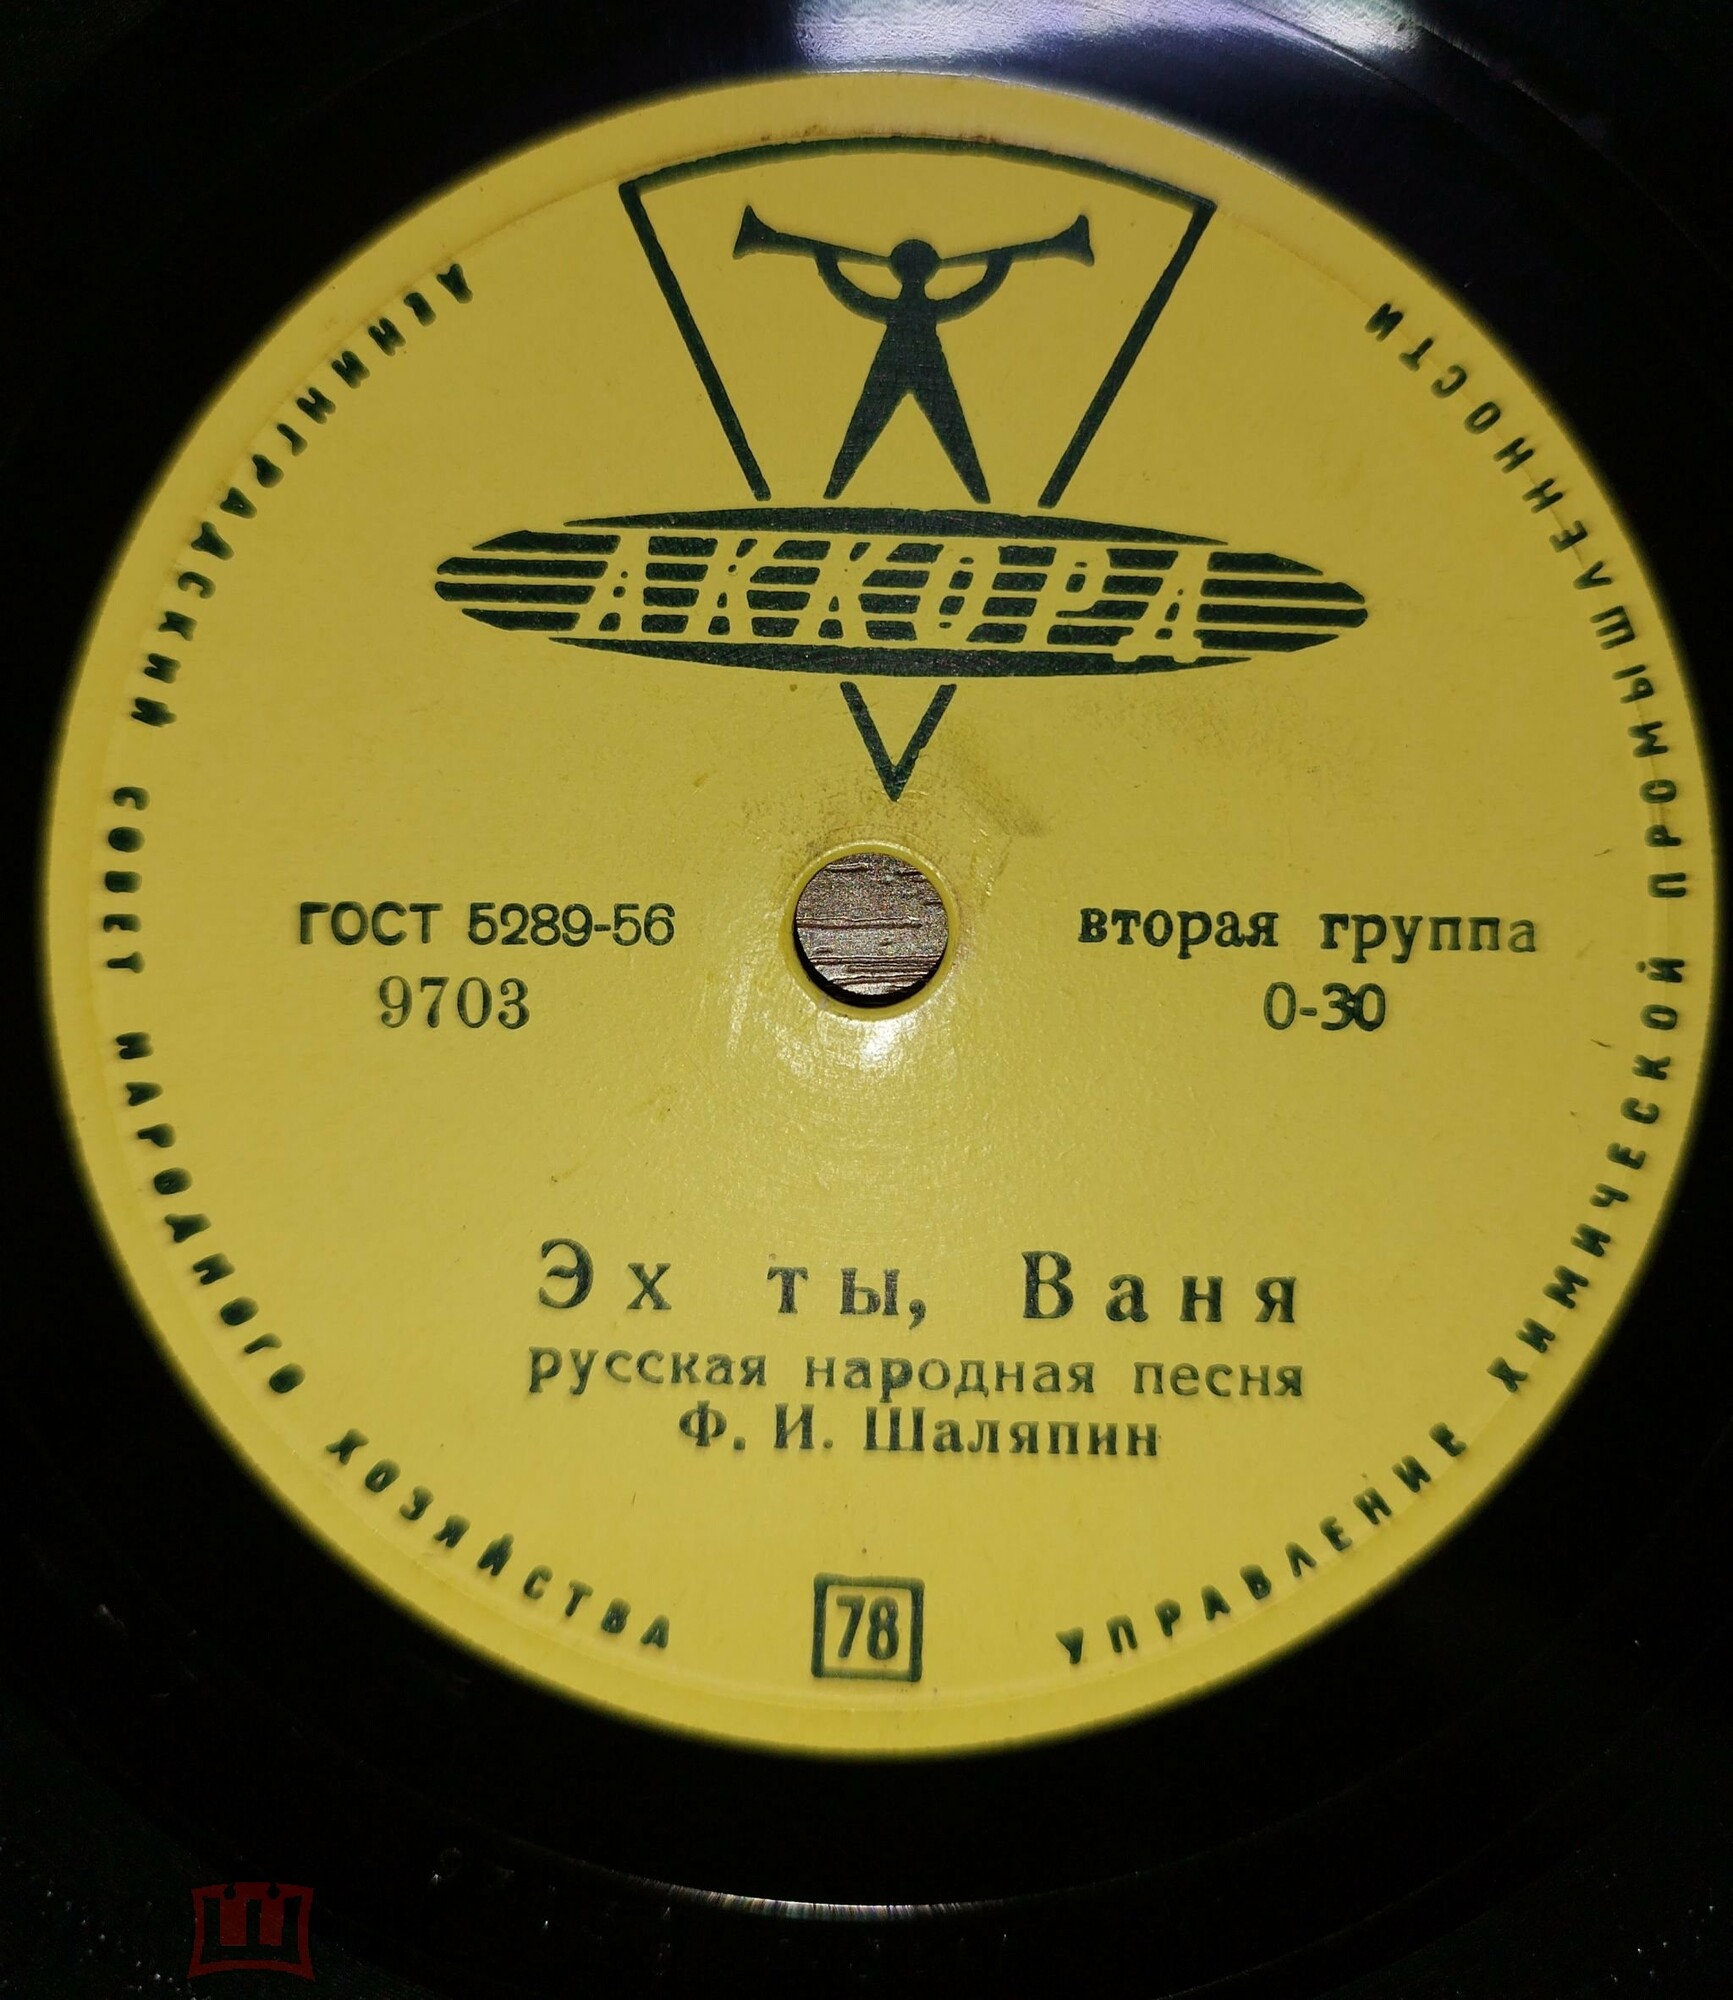 АККОРД
ЛЕНИНГРАДСКИЙ СОВЕТ НАРОДНОГО ХОЗЯЙСТВА
УПРАВЛЕНИЕ ХИМИЧЕСКОЙ ПРОМЫШЛЕННОСТИ
ГОСТ 5289-56
9703
вторая группа
0-30
Эх ты, Ваня
русская народная песня
Ф. И. Шаляпин
78